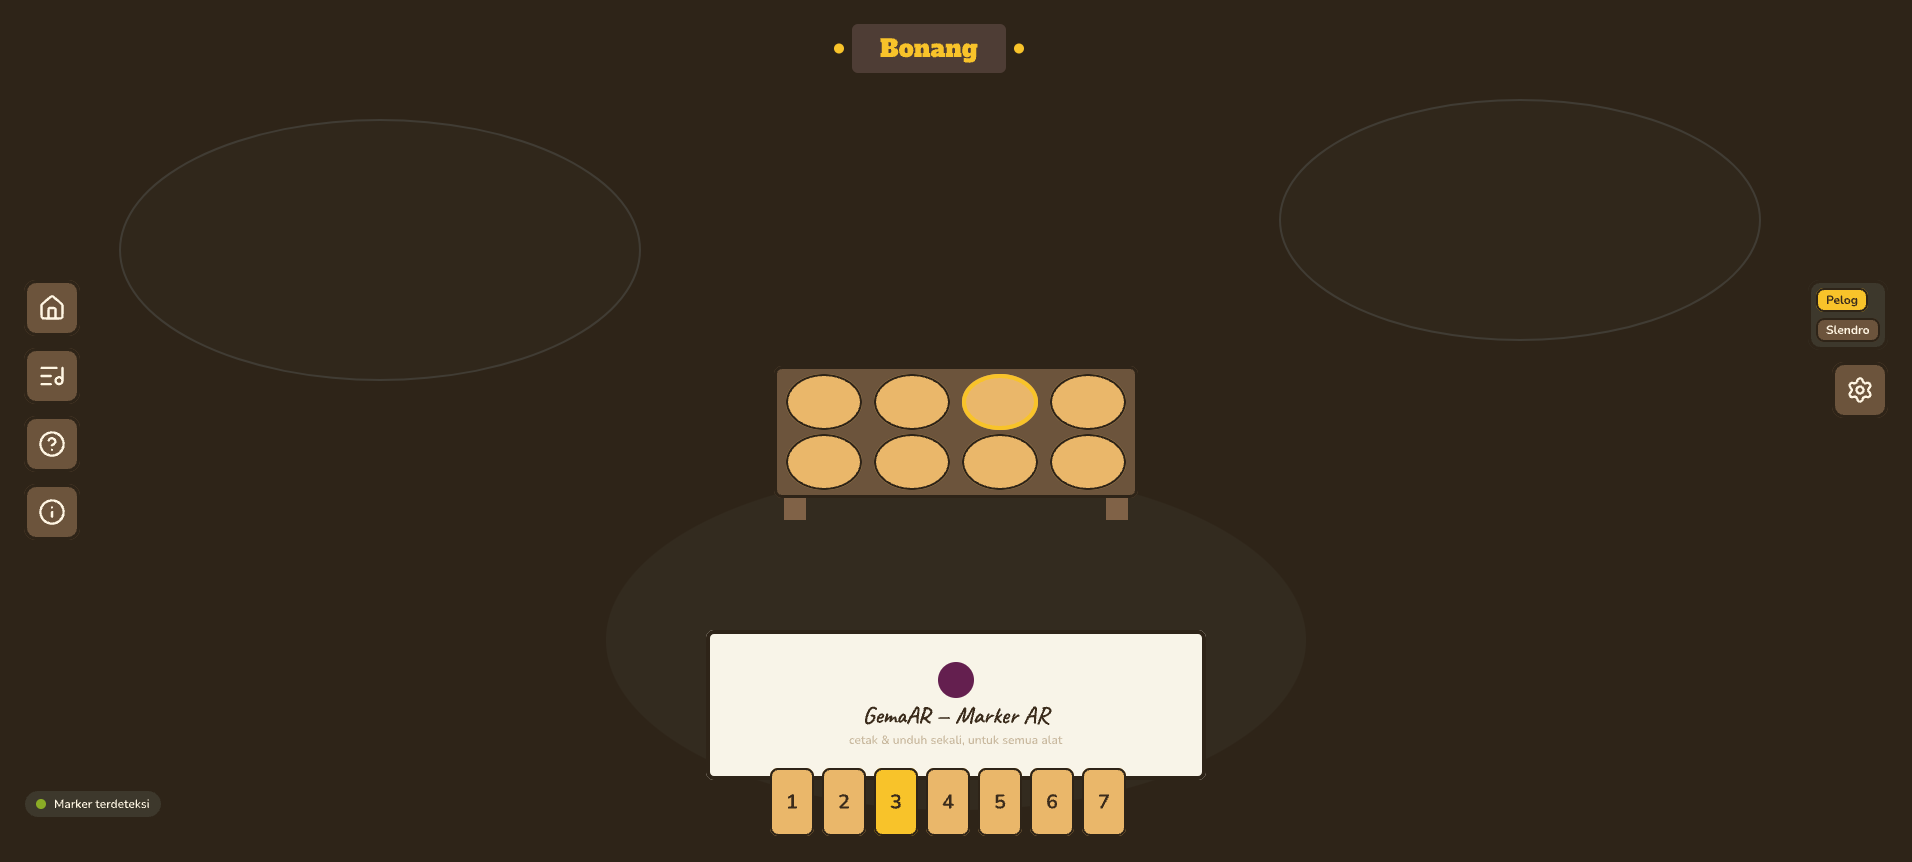 Bonang
Pelog
Slendro
GemaAR – Marker AR
cetak & unduh sekali, untuk semua alat
Marker terdeteksi
1 2 3 4 5 6 7